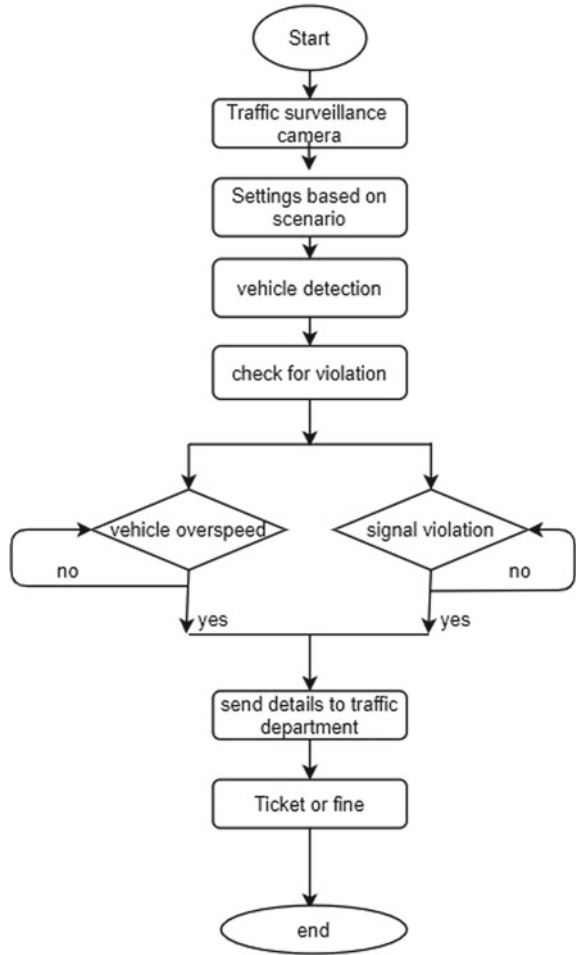 Start
Traffic surveillance
camera
Settings based on
scenario
vehicle detection
check for violation
vehicle overspeed
signal violation
no
no
yes
yes
send details to traffic
department
Ticket or fine
end